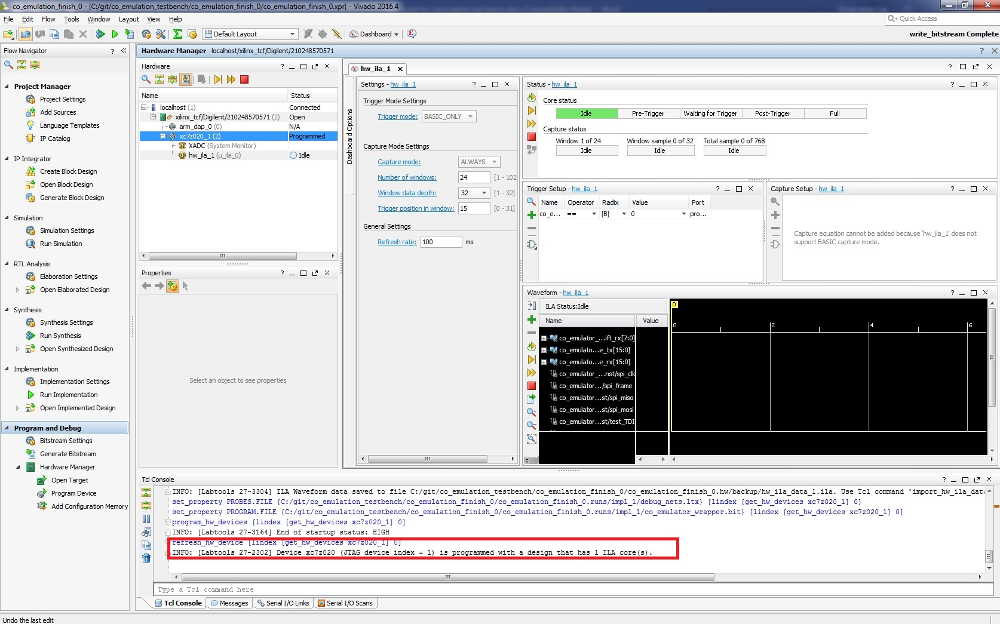 co_emulation_finish_0 - [C:/git/co_emulation_testbench/co_emulation_finish_0/co_emulation_finish_0.xpr] - Vivado 2016.4
File Edit Flow Tools Window Layout View Help
Quick Access
Default Layout
Dashboard
write_bitstream Complete
Flow Navigator
Project Manager
Project Settings
Add Sources
Language Templates
IP Catalog
IP Integrator
Create Block Design
Open Block Design
Generate Block Design
Simulation
Simulation Settings
Run Simulation
RTL Analysis
Elaboration Settings
Open Elaborated Design
Synthesis
Synthesis Settings
Run Synthesis
Open Synthesized Design
Implementation
Implementation Settings
Run Implementation
Open Implemented Design
Program and Debug
Bitstream Settings
Generate Bitstream
Hardware Manager
Open Target
Program Device
Add Configuration Memory
Hardware Manager - localhost/xilinx_tcf/Digilent/210248570571
Hardware
Name Status
localhost (1) Connected
xilinx_tcf/Digilent/210248570571 (2) Open
arm_dap_0 (0) N/A
xc7z020_1 (2) Programmed
XADC (System Monitor)
hw_ila_1 (u_ila_0) Idle
Properties
Select an object to see properties
hw_ila_1
Dashboard Options
Settings - hw_ila_1
Trigger Mode Settings
Trigger mode: BASIC_ONLY
Capture Mode Settings
Capture mode: ALWAYS
Number of windows: 24 [1 - 102
Window data depth: 32 [1 - 32]
Trigger position in window: 15 [0 - 31]
General Settings
Refresh rate: 100 ms
Status - hw_ila_1
Core status
Idle Pre-Trigger Waiting for Trigger Post-Trigger Full
Capture status
Window 1 of 24 Window sample 0 of 32 Total sample 0 of 768
Idle Idle Idle
Trigger Setup - hw_ila_1
Name Operator Radix Value Port
co_e... == [B] 0 pro...
Capture Setup - hw_ila_1
Capture equation cannot be added because 'hw_ila_1' does not
support BASIC capture mode.
Waveform - hw_ila_1
ILA Status:Idle
Name Value
0
0 2 4 6
co_emulator_...ift_rx[7:0]
co_emulato...e_tx[15:0]
co_emulato...e_rx[15:0]
co_emulator_...nst/spi_clk
co_emulator.../spi_frame
co_emulator...st/spi_miso
co_emulator...st/spi_mosi
co_emulator...st/test_TDI
Tcl Console
INFO: [Labtools 27-3304] ILA Waveform data saved to file C:/git/co_emulation_testbench/co_emulation_finish_0/co_emulation_finish_0.hw/backup/hw_ila_data_1.ila. Use Tcl command 'import_hw_ila_data
set_property PROBES.FILE {C:/git/co_emulation_testbench/co_emulation_finish_0/co_emulation_finish_0.runs/impl_1/debug_nets.ltx} [lindex [get_hw_devices xc7z020_1] 0]
set_property PROGRAM.FILE {C:/git/co_emulation_testbench/co_emulation_finish_0/co_emulation_finish_0.runs/impl_1/co_emulator_wrapper.bit} [lindex [get_hw_devices xc7z020_1] 0]
program_hw_devices [lindex [get_hw_devices xc7z020_1] 0]
INFO: [Labtools 27-3164] End of startup status: HIGH
refresh_hw_device [lindex [get_hw_devices xc7z020_1] 0]
INFO: [Labtools 27-2302] Device xc7z020 (JTAG device index = 1) is programmed with a design that has 1 ILA core(s).
Type a Tcl command here
Tcl Console Messages Serial I/O Links Serial I/O Scans
Undo the last edit